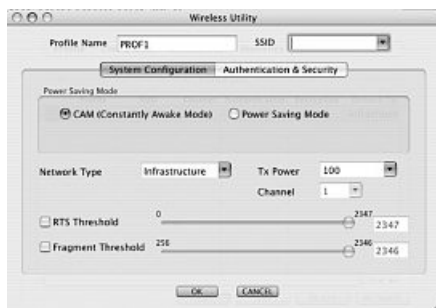 Wireless Utility
Profile Name PROF1 SSID
System Configuration Authentication & Security
Power Saving Mode
CAM (Constantly Awake Mode) Power Saving Mode
Network Type Infrastructure Tx Power 100
Channel 1
RTS Threshold 0 2347 2347
Fragment Threshold 256 2346 2346
OK CANCEL